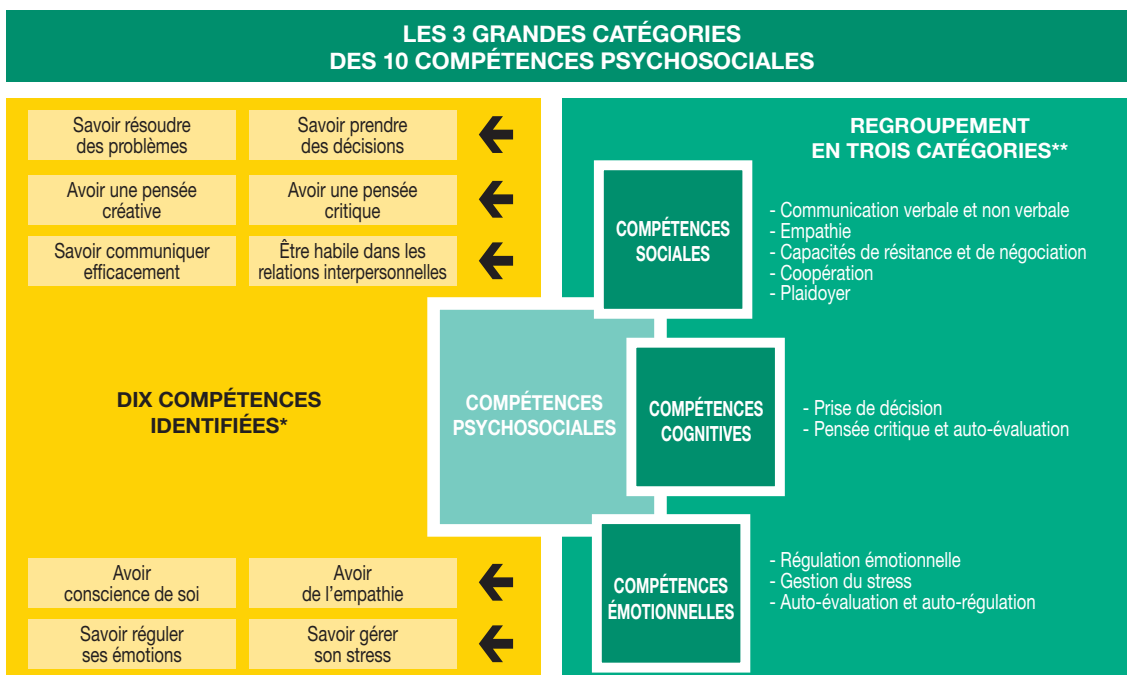 LES 3 GRANDES CATÉGORIES
DES 10 COMPÉTENCES PSYCHOSOCIALES
Savoir résoudre
des problèmes
Savoir prendre
des décisions
Avoir une pensée
créative
Avoir une pensée
critique
Savoir communiquer
efficacement
Être habile dans les
relations interpersonnelles
DIX COMPÉTENCES
IDENTIFIÉES*
Avoir
conscience de soi
Avoir
de l’empathie
Savoir réguler
ses émotions
Savoir gérer
son stress
COMPÉTENCES
PSYCHOSOCIALES
REGROUPEMENT
EN TROIS CATÉGORIES**
COMPÉTENCES
SOCIALES
- Communication verbale et non verbale
- Empathie
- Capacités de résitance et de négociation
- Coopération
- Plaidoyer
COMPÉTENCES
COGNITIVES
- Prise de décision
- Pensée critique et auto-évaluation
COMPÉTENCES
ÉMOTIONNELLES
- Régulation émotionnelle
- Gestion du stress
- Auto-évaluation et auto-régulation